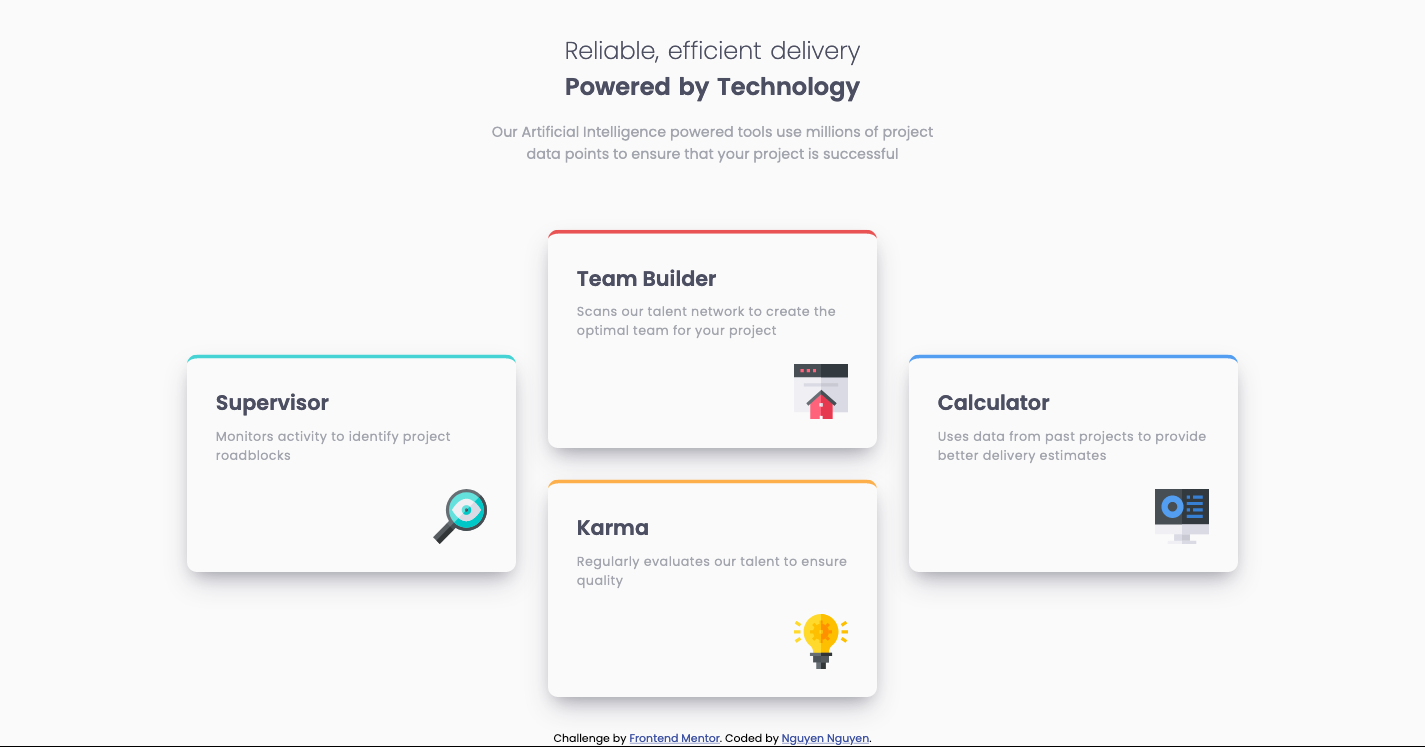 Reliable, efficient delivery
Powered by Technology
Our Artificial Intelligence powered tools use millions of project
data points to ensure that your project is successful
Team Builder
Scans our talent network to create the
optimal team for your project
Supervisor
Monitors activity to identify project
roadblocks
Calculator
Uses data from past projects to provide
better delivery estimates
Karma
Regularly evaluates our talent to ensure
quality
Challenge by Frontend Mentor. Coded by Nguyen Nguyen.